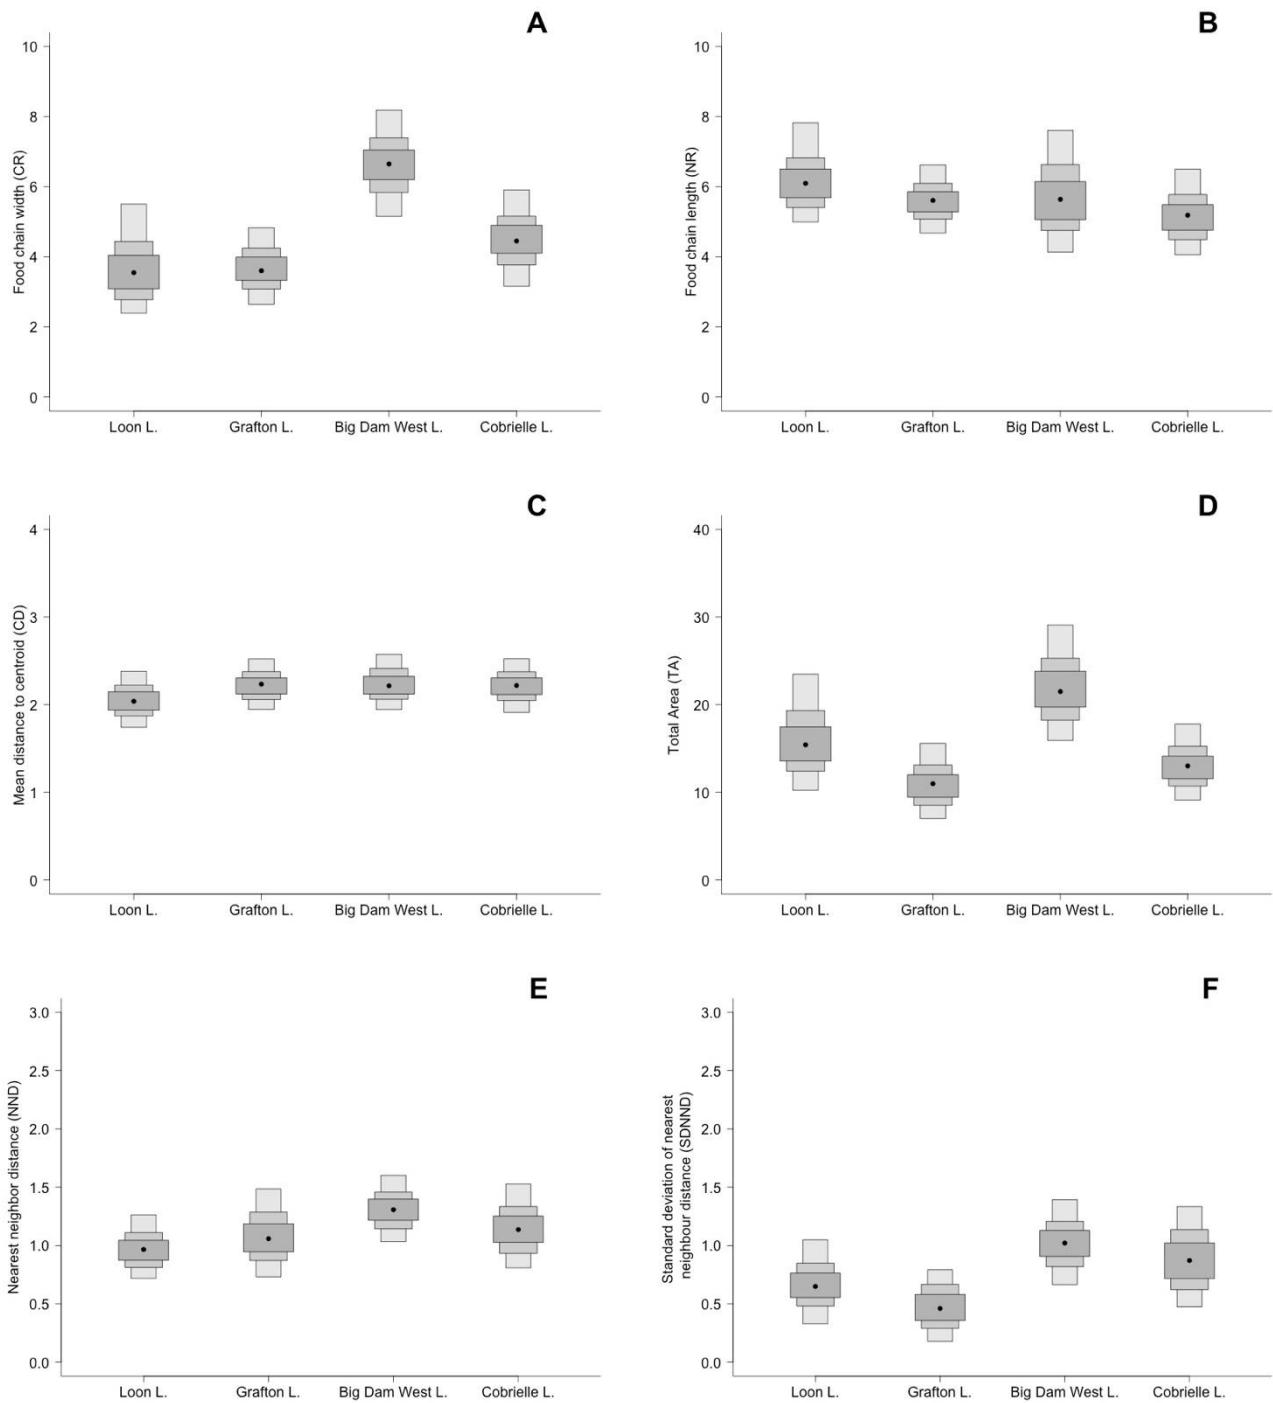 A
10
8
6
4
2
0
Food chain width (CR)
Loon L. Grafton L. Big Dam West L. Cobrielle L.
B
10
8
6
4
2
0
Food chain length (NR)
Loon L. Grafton L. Big Dam West L. Cobrielle L.
C
4
3
2
1
0
Mean distance to centroid (CD)
Loon L. Grafton L. Big Dam West L. Cobrielle L.
D
40
30
20
10
0
Total Area (TA)
Loon L. Grafton L. Big Dam West L. Cobrielle L.
E
3.0
2.5
2.0
1.5
1.0
0.5
0.0
Nearest neighbor distance (NND)
Loon L. Grafton L. Big Dam West L. Cobrielle L.
F
3.0
2.5
2.0
1.5
1.0
0.5
0.0
Standard deviation of nearest
neighbour distance (SDNND)
Loon L. Grafton L. Big Dam West L. Cobrielle L.